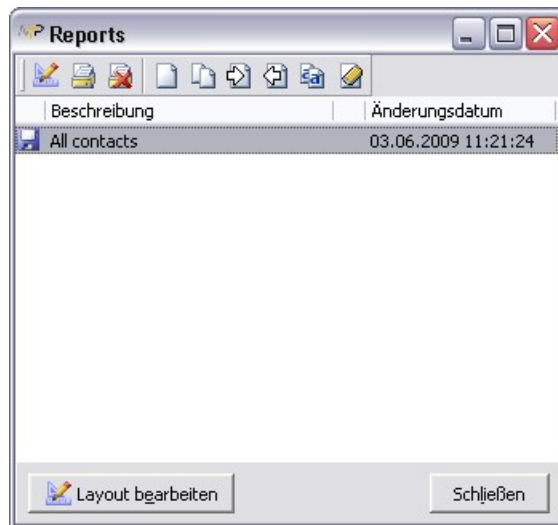 MP Reports
Beschreibung Änderungsdatum
All contacts 03.06.2009 11:21:24
Layout bearbeiten Schließen